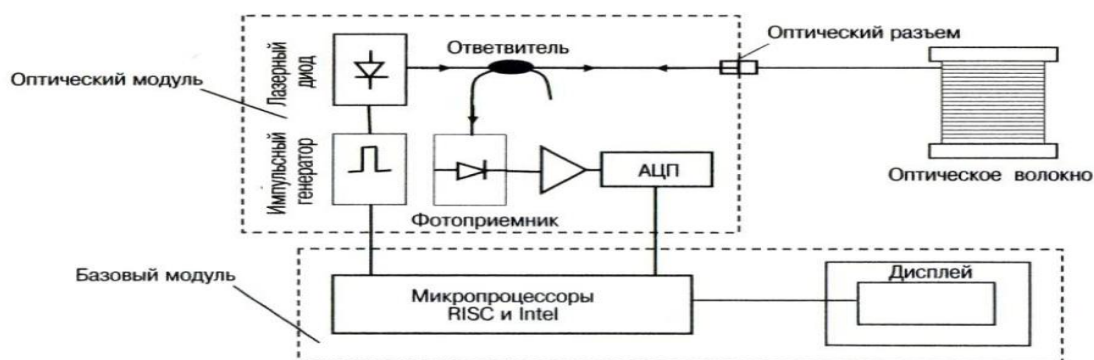 Оптический модуль
Лазерный
диод
Импульсный
генератор
Ответвитель
Оптический разъем
Фотоприемник
АЦП
Оптическое волокно
Базовый модуль
Микропроцессоры
RISC и Intel
Дисплей